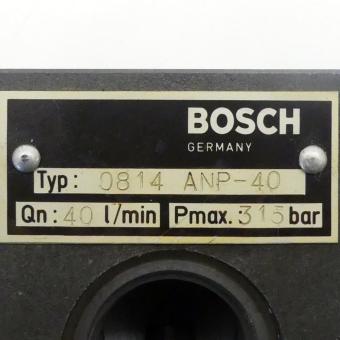 BOSCH
GERMANY
Typ: 0814 ANP-40
Qn: 40 l/min Pmax. 315 bar